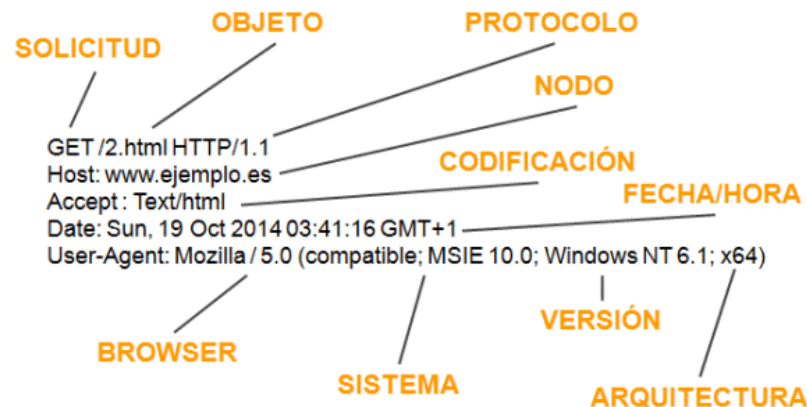 OBJETO PROTOCOLO
SOLICITUD
NODO
GET /2.html HTTP/1.1
Host: www.ejemplo.es
CODIFICACIÓN
Accept : Text/html
FECHA/HORA
Date: Sun, 19 Oct 2014 03:41:16 GMT+1
User-Agent: Mozilla / 5.0 (compatible; MSIE 10.0; Windows NT 6.1; x64)
VERSIÓN
BROWSER
SISTEMA
ARQUITECTURA